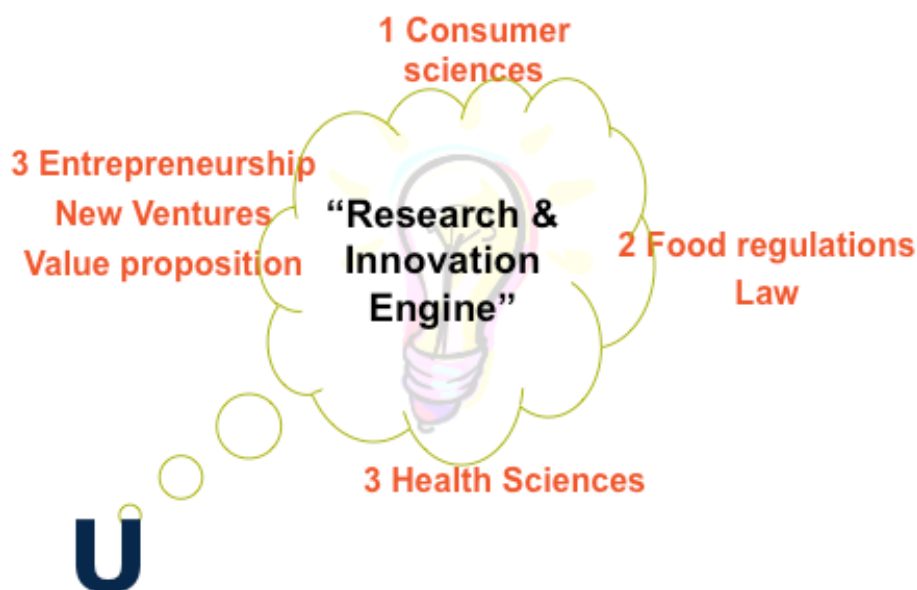 1 Consumer
sciences
3 Entrepreneurship
New Ventures
Value proposition
“Research &
Innovation
Engine”
2 Food regulations
Law
3 Health Sciences
U